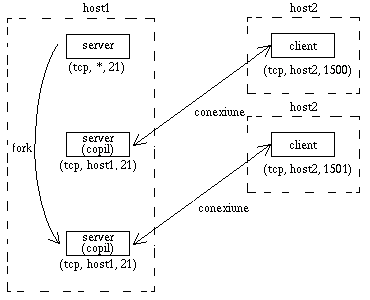 host1
server
(tcp, *, 21)
fork
server
(copil)
(tcp, host1, 21)
server
(copil)
(tcp, host1, 21)
host2
client
(tcp, host2, 1500)
conexiune
host2
client
(tcp, host2, 1501)
conexiune